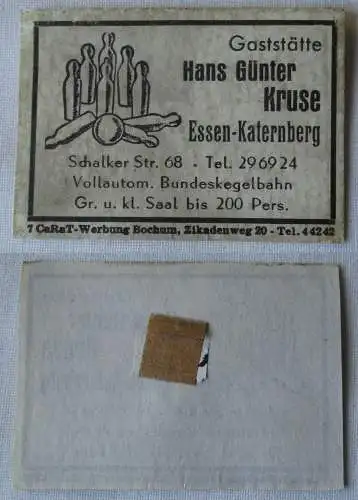 Gaststätte
Hans Günter
Kruse
Essen-Katernberg
Schalker Str. 68 - Tel. 296924
Vollautom. Bundeskegelbahn
Gr. u. kl. Saal bis 200 Pers.
7 CaRaT-Werbung Bochum, Zikadenweg 20 - Tel. 44242